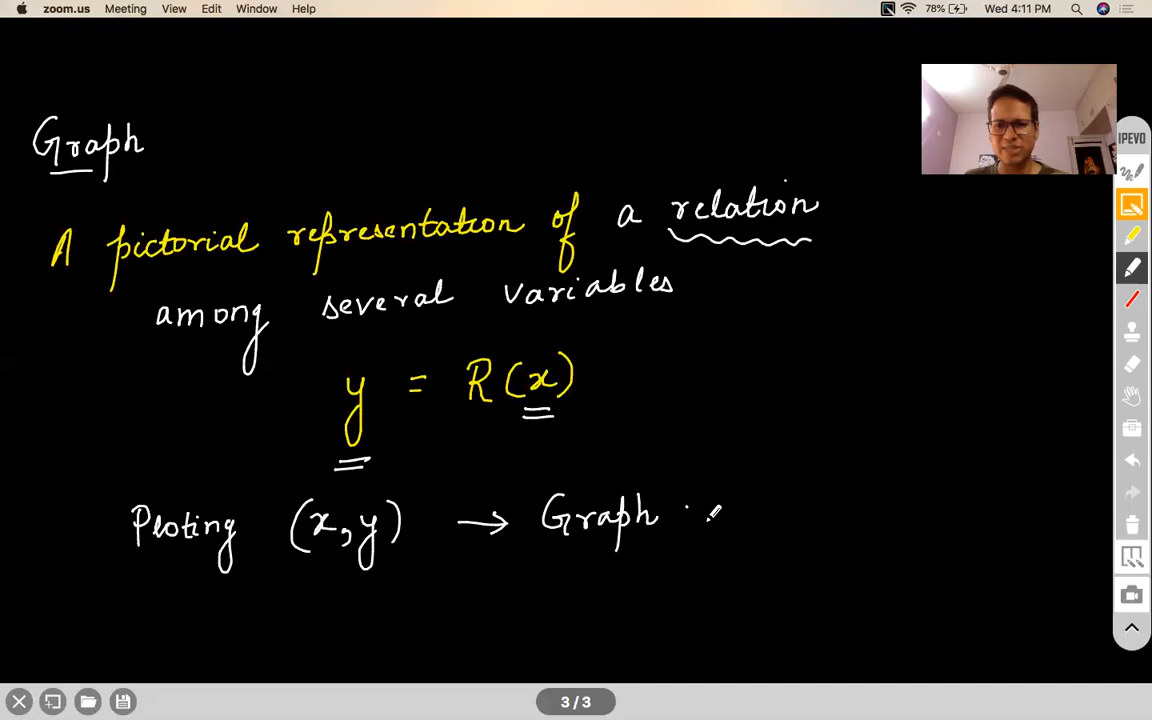 zoom.us Meeting View Edit Window Help 78% Wed 4:11 PM
IPEVO
Graph
A pictorial representation of a relation
among several variables
y = R(x)
Ploting (x,y) → Graph
3/3